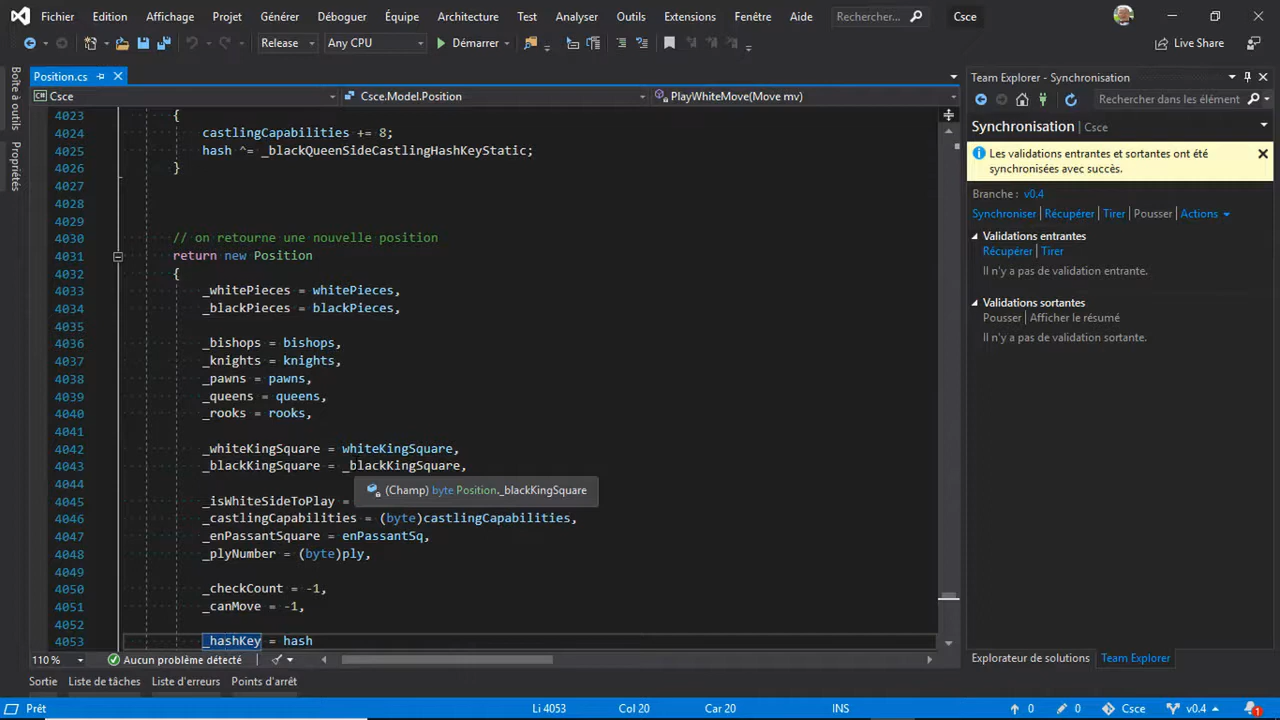 Fichier Edition Affichage Projet Générer Déboguer Équipe Architecture Test Analyser Outils Extensions Fenêtre Aide Rechercher... Csce
Release Any CPU Démarrer Live Share
Boîte à outils
Propriétés
Position.cs
Csce Csce.Model.Position PlayWhiteMove(Move mv)
4023 {
4024 castlingCapabilities += 8;
4025 hash ^= _blackQueenSideCastlingHashKeyStatic;
4026 }
4027
4028
4029
4030 // on retourne une nouvelle position
4031 return new Position
4032 {
4033 _whitePieces = whitePieces,
4034 _blackPieces = blackPieces,
4035
4036 _bishops = bishops,
4037 _knights = knights,
4038 _pawns = pawns,
4039 _queens = queens,
4040 _rooks = rooks,
4041
4042 _whiteKingSquare = whiteKingSquare,
4043 _blackKingSquare = _blackKingSquare,
(Champ) byte Position._blackKingSquare
4045 _isWhiteSideToPlay =
4046 _castlingCapabilities = (byte)castlingCapabilities,
4047 _enPassantSquare = enPassantSq,
4048 _plyNumber = (byte)ply,
4049
4050 _checkCount = -1,
4051 _canMove = -1,
4052
4053 _hashKey = hash
110 % Aucun problème détecté
Sortie Liste de tâches Liste d'erreurs Points d'arrêt
Prêt Li 4053 Col 20 Car 20 INS 0 0 Csce v0.4 1
Team Explorer - Synchronisation
Rechercher dans les élément
Synchronisation Csce
Les validations entrantes et sortantes ont été
synchronisées avec succès.
Branche : v0.4
Synchroniser Récupérer Tirer Pousser Actions
Validations entrantes
Récupérer Tirer
Il n'y a pas de validation entrante.
Validations sortantes
Pousser Afficher le résumé
Il n'y a pas de validation sortante.
Explorateur de solutions Team Explorer